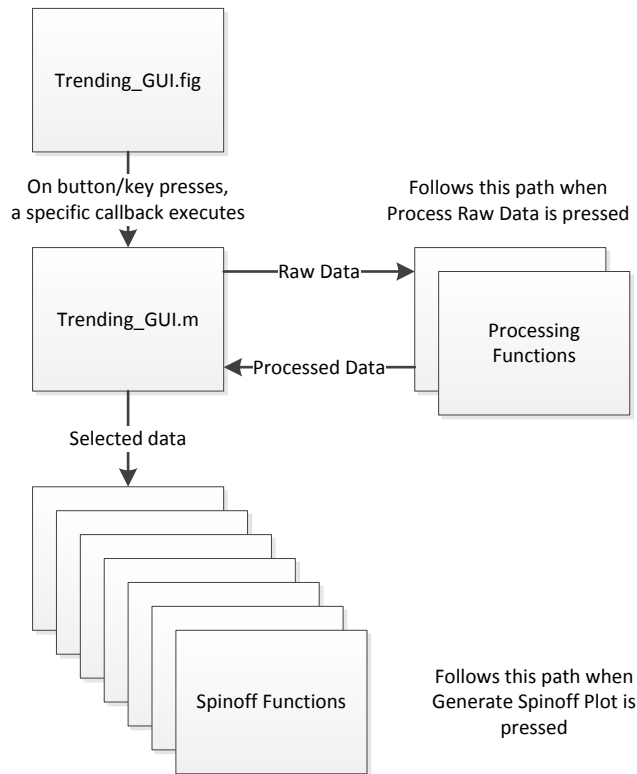 Trending_GUI.fig
On button/key presses,
a specific callback executes
Follows this path when
Process Raw Data is pressed
Trending_GUI.m
Raw Data
Processing
Functions
Processed Data
Selected data
Spinoff Functions
Follows this path when
Generate Spinoff Plot is
pressed